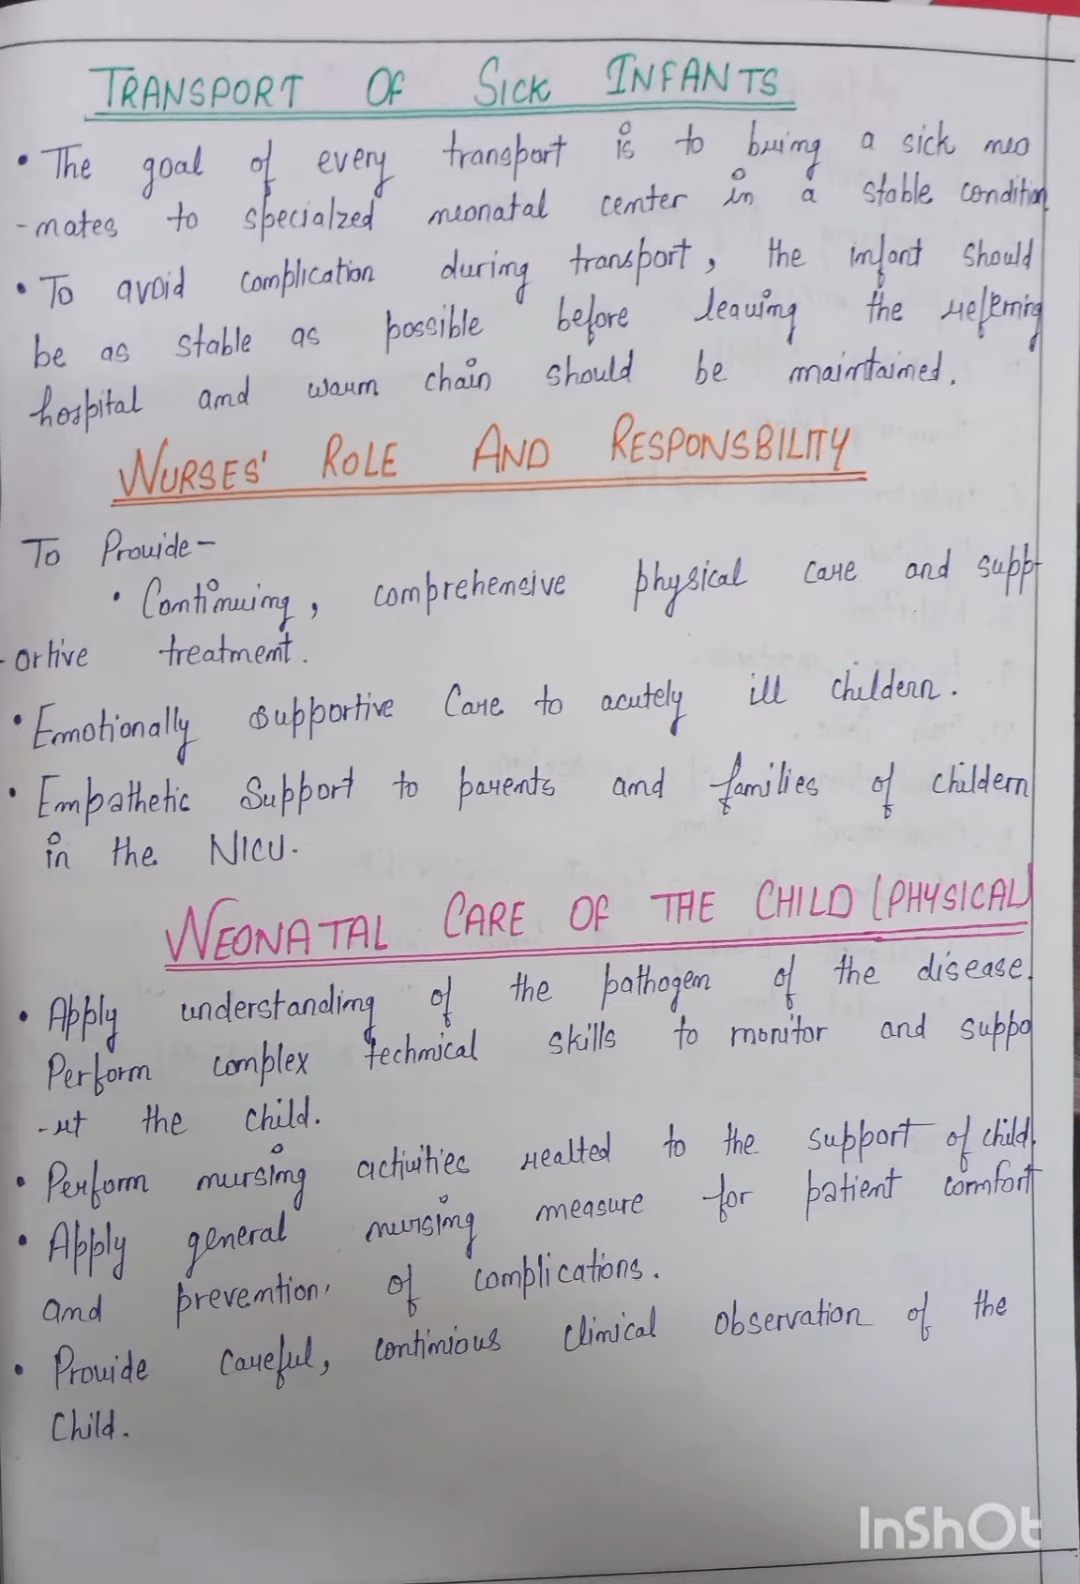 TRANSPORT OF SICK INFANTS
• The goal of every transport is to bring a sick neo
-nates to specialzed neonatal center in a stable condition
• To avoid complication during transport, the infant should
be as stable as possible before leaving the referring
hospital and warm chain should be maintained.
NURSES' ROLE AND RESPONSBILITY
To Provide -
• Continuing, comprehensive physical care and supp
-ortive treatment.
• Emotionally supportive Care to acutely ill childern.
• Empathetic Support to parents and families of childern
in the NICU.
NEONATAL CARE OF THE CHILD (PHYSICAL)
• Apply understanding of the pathogen of the disease.
Perform complex technical skills to monitor and suppo
-rt the child.
• Perform nursing activities realted to the support of child.
• Apply general nursing measure for patient comfort
and prevention of complications.
• Provide careful, continious clinical observation of the
Child.
InShOt